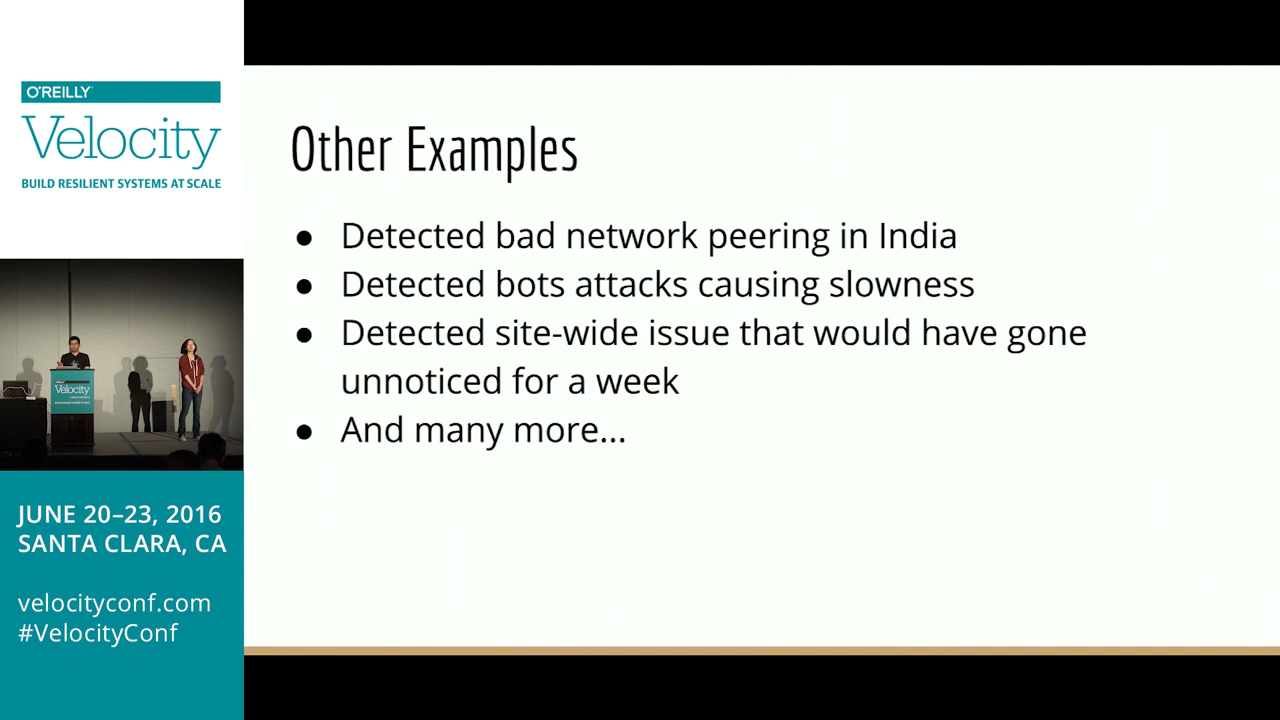 O'REILLY
Velocity
BUILD RESILIENT SYSTEMS AT SCALE
Other Examples
● Detected bad network peering in India
● Detected bots attacks causing slowness
● Detected site-wide issue that would have gone
unnoticed for a week
● And many more...
Velocity
JUNE 20–23, 2016
SANTA CLARA, CA
velocityconf.com
#VelocityConf